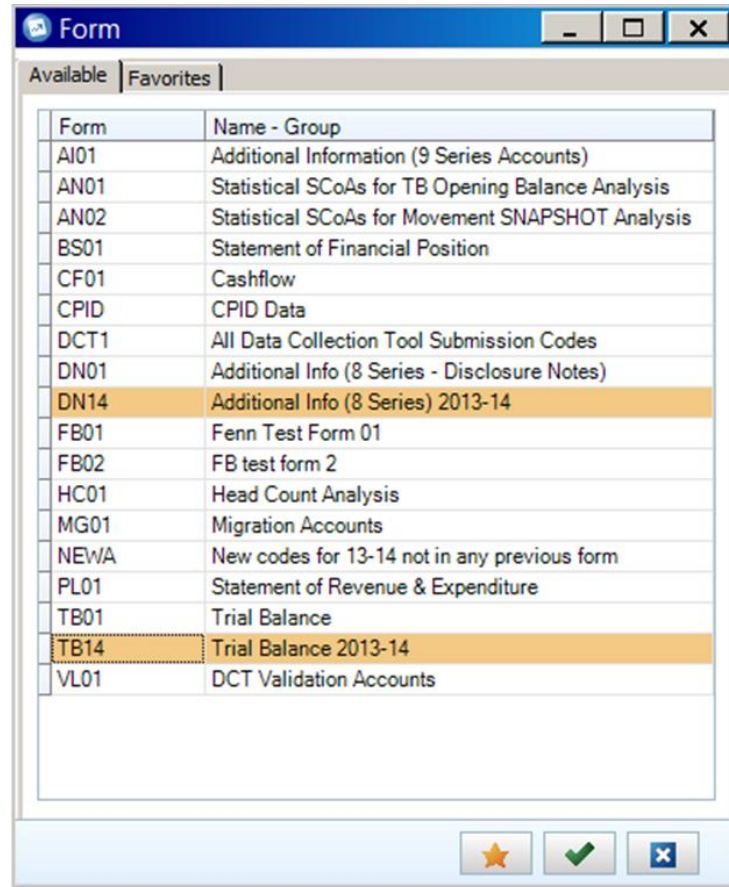 Form
Available Favorites
Form Name - Group
AI01 Additional Information (9 Series Accounts)
AN01 Statistical SCoAs for TB Opening Balance Analysis
AN02 Statistical SCoAs for Movement SNAPSHOT Analysis
BS01 Statement of Financial Position
CF01 Cashflow
CPID CPID Data
DCT1 All Data Collection Tool Submission Codes
DN01 Additional Info (8 Series - Disclosure Notes)
DN14 Additional Info (8 Series) 2013-14
FB01 Fenn Test Form 01
FB02 FB test form 2
HC01 Head Count Analysis
MG01 Migration Accounts
NEWA New codes for 13-14 not in any previous form
PL01 Statement of Revenue & Expenditure
TB01 Trial Balance
TB14 Trial Balance 2013-14
VL01 DCT Validation Accounts